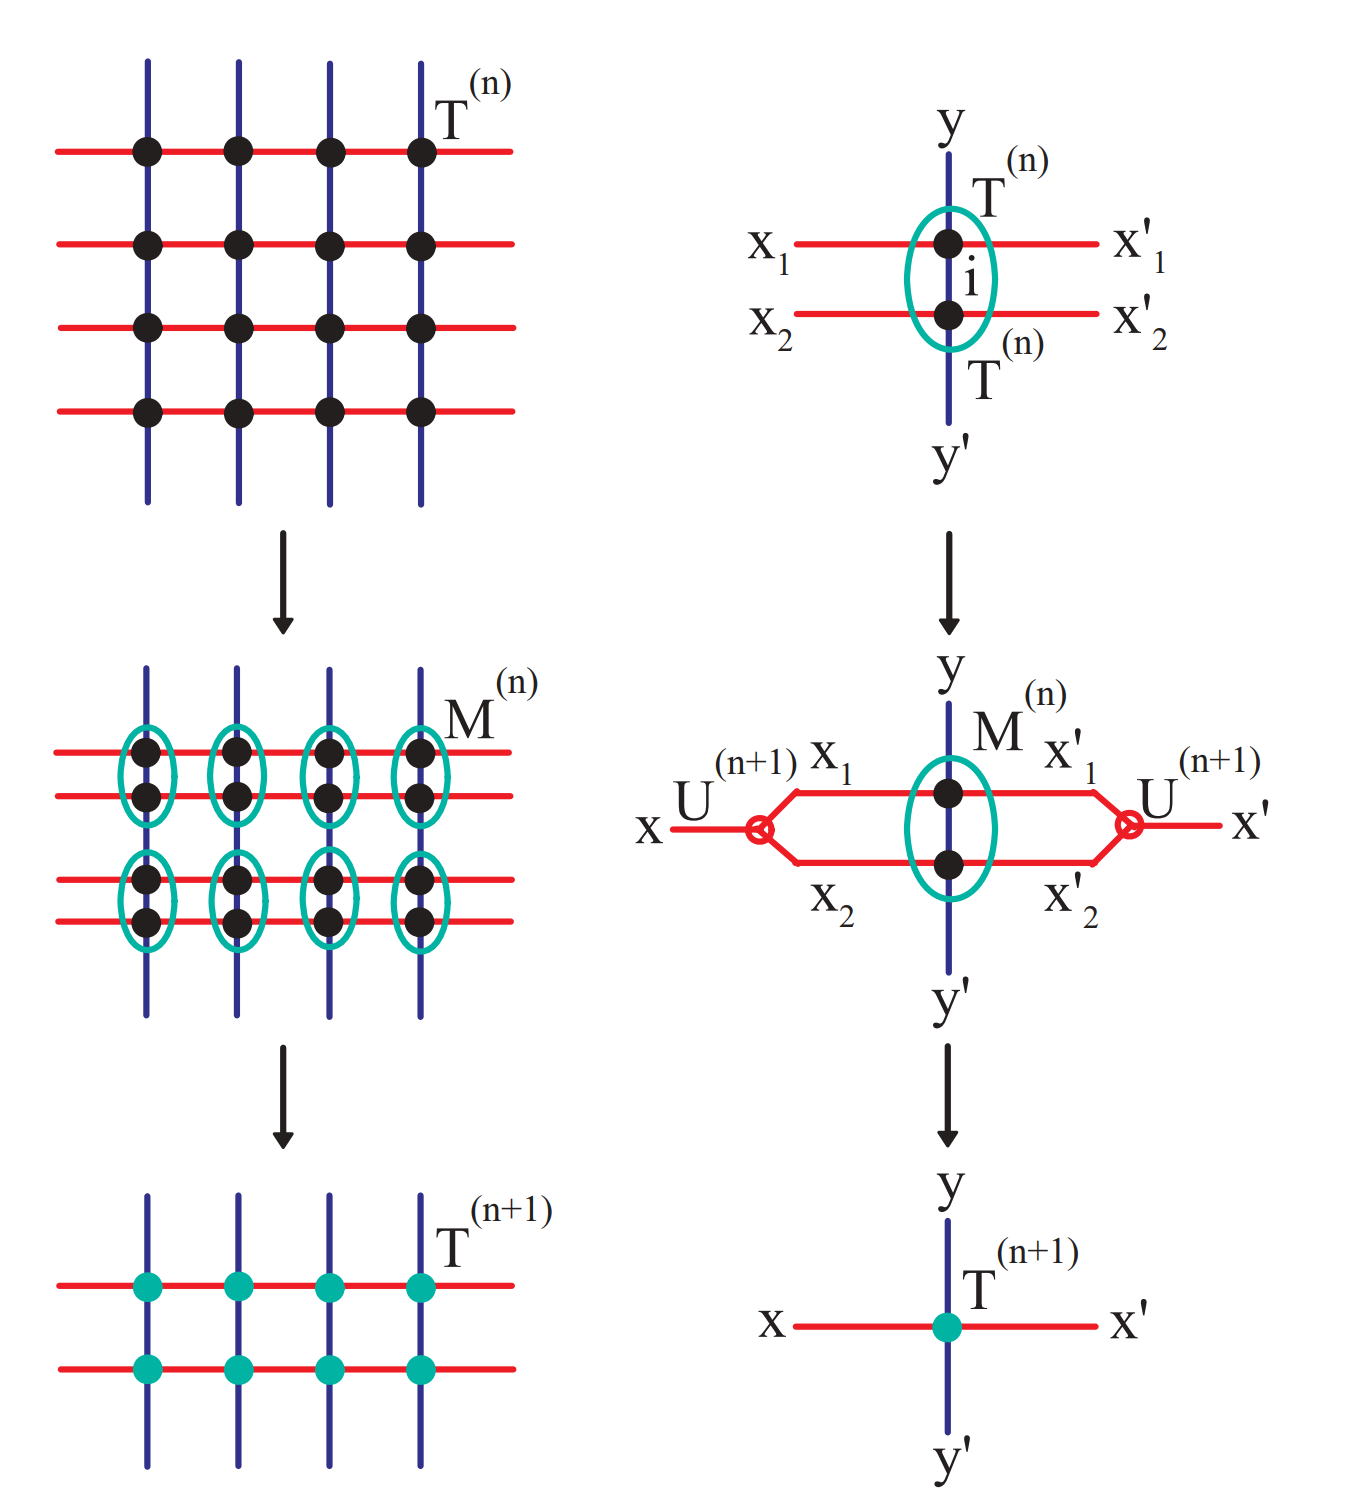 T(n)
M(n)
T(n+1)
y
T(n)
x1 x'1
i
x2 x'2
T(n)
y'
y
M(n)
U(n+1) x1 x'1 U(n+1)
x x'
x2 x'2
y'
y
T(n+1)
x x'
y'